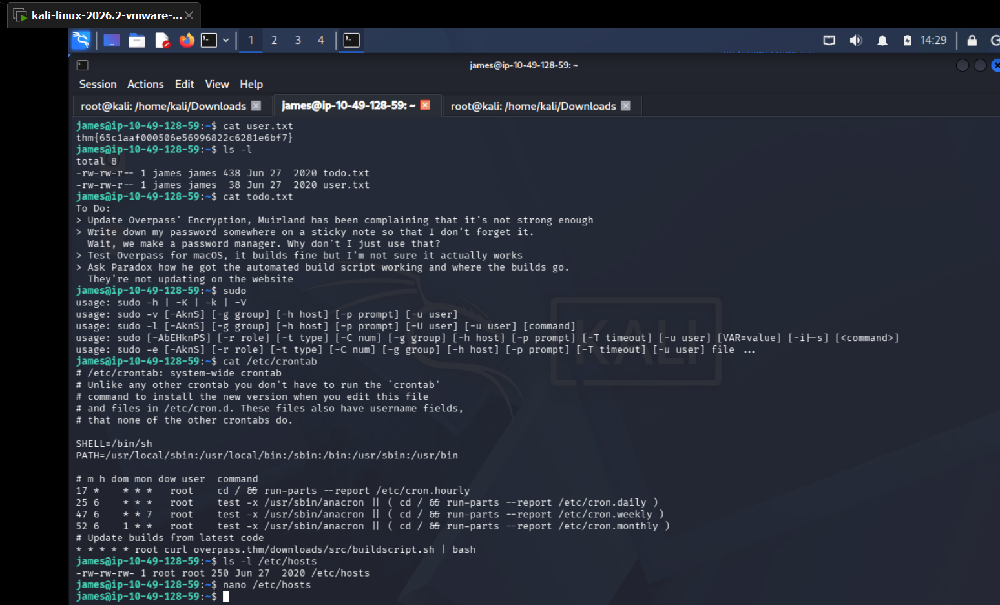 kali-linux-2026.2-vmware-...
1 2 3 4 14:29
james@ip-10-49-128-59: ~
Session Actions Edit View Help
root@kali: /home/kali/Downloads james@ip-10-49-128-59: ~ root@kali: /home/kali/Downloads
james@ip-10-49-128-59:~$ cat user.txt
thm{65c1aaf000506e56996822c6281e6bf7}
james@ip-10-49-128-59:~$ ls -l
total 8
-rw-rw-r-- 1 james james 438 Jun 27  2020 todo.txt
-rw-rw-r-- 1 james james  38 Jun 27  2020 user.txt
james@ip-10-49-128-59:~$ cat todo.txt
To Do:
> Update Overpass' Encryption, Muirland has been complaining that it's not strong enough
> Write down my password somewhere on a sticky note so that I don't forget it.
  Wait, we make a password manager. Why don't I just use that?
> Test Overpass for macOS, it builds fine but I'm not sure it actually works
> Ask Paradox how he got the automated build script working and where the builds go.
  They're not updating on the website
james@ip-10-49-128-59:~$ sudo
usage: sudo -h | -K | -k | -V
usage: sudo -v [-AknS] [-g group] [-h host] [-p prompt] [-u user]
usage: sudo -l [-AknS] [-g group] [-h host] [-p prompt] [-U user] [-u user] [command]
usage: sudo [-AbEHknPS] [-r role] [-t type] [-C num] [-g group] [-h host] [-p prompt] [-T timeout] [-u user] [VAR=value] [-i|-s] [<command>]
usage: sudo -e [-AknS] [-r role] [-t type] [-C num] [-g group] [-h host] [-p prompt] [-T timeout] [-u user] file ...
james@ip-10-49-128-59:~$ cat /etc/crontab
# /etc/crontab: system-wide crontab
# Unlike any other crontab you don't have to run the `crontab'
# command to install the new version when you edit this file
# and files in /etc/cron.d. These files also have username fields,
# that none of the other crontabs do.
SHELL=/bin/sh
PATH=/usr/local/sbin:/usr/local/bin:/sbin:/bin:/usr/sbin:/usr/bin
# m h dom mon dow user  command
17 *    * * *   root    cd / && run-parts --report /etc/cron.hourly
25 6    * * *   root    test -x /usr/sbin/anacron || ( cd / && run-parts --report /etc/cron.daily )
47 6    * * 7   root    test -x /usr/sbin/anacron || ( cd / && run-parts --report /etc/cron.weekly )
52 6    1 * *   root    test -x /usr/sbin/anacron || ( cd / && run-parts --report /etc/cron.monthly )
# Update builds from latest code
* * * * * root curl overpass.thm/downloads/src/buildscript.sh | bash
james@ip-10-49-128-59:~$ ls -l /etc/hosts
-rw-rw-rw- 1 root root 250 Jun 27  2020 /etc/hosts
james@ip-10-49-128-59:~$ nano /etc/hosts
james@ip-10-49-128-59:~$
KALI